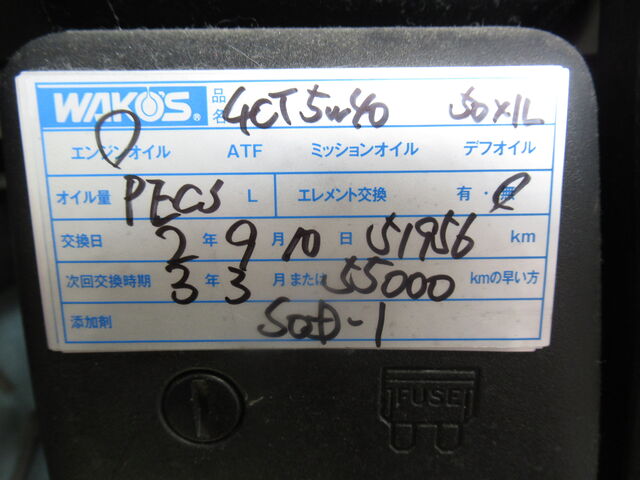 WAKO'S® 品名 4CT 5w40 50×1L
エンジンオイル ATF ミッションオイル デフオイル
オイル量 PECS L エレメント交換 有・無
交換日 2年9月10日 51956 km
次回交換時期 3年3月または 55000 kmの早い方
添加剤 SOD-1
FUSE